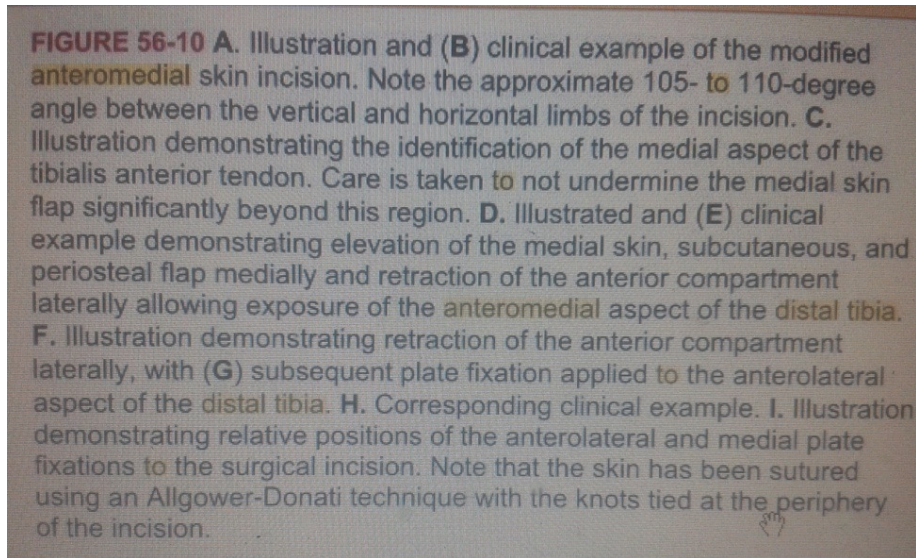 FIGURE 56-10 A. Illustration and (B) clinical example of the modified
anteromedial skin incision. Note the approximate 105- to 110-degree
angle between the vertical and horizontal limbs of the incision. C.
Illustration demonstrating the identification of the medial aspect of the
tibialis anterior tendon. Care is taken to not undermine the medial skin
flap significantly beyond this region. D. Illustrated and (E) clinical
example demonstrating elevation of the medial skin, subcutaneous, and
periosteal flap medially and retraction of the anterior compartment
laterally allowing exposure of the anteromedial aspect of the distal tibia.
F. Illustration demonstrating retraction of the anterior compartment
laterally, with (G) subsequent plate fixation applied to the anterolateral
aspect of the distal tibia. H. Corresponding clinical example. I. Illustration
demonstrating relative positions of the anterolateral and medial plate
fixations to the surgical incision. Note that the skin has been sutured
using an Allgower-Donati technique with the knots tied at the periphery
of the incision.